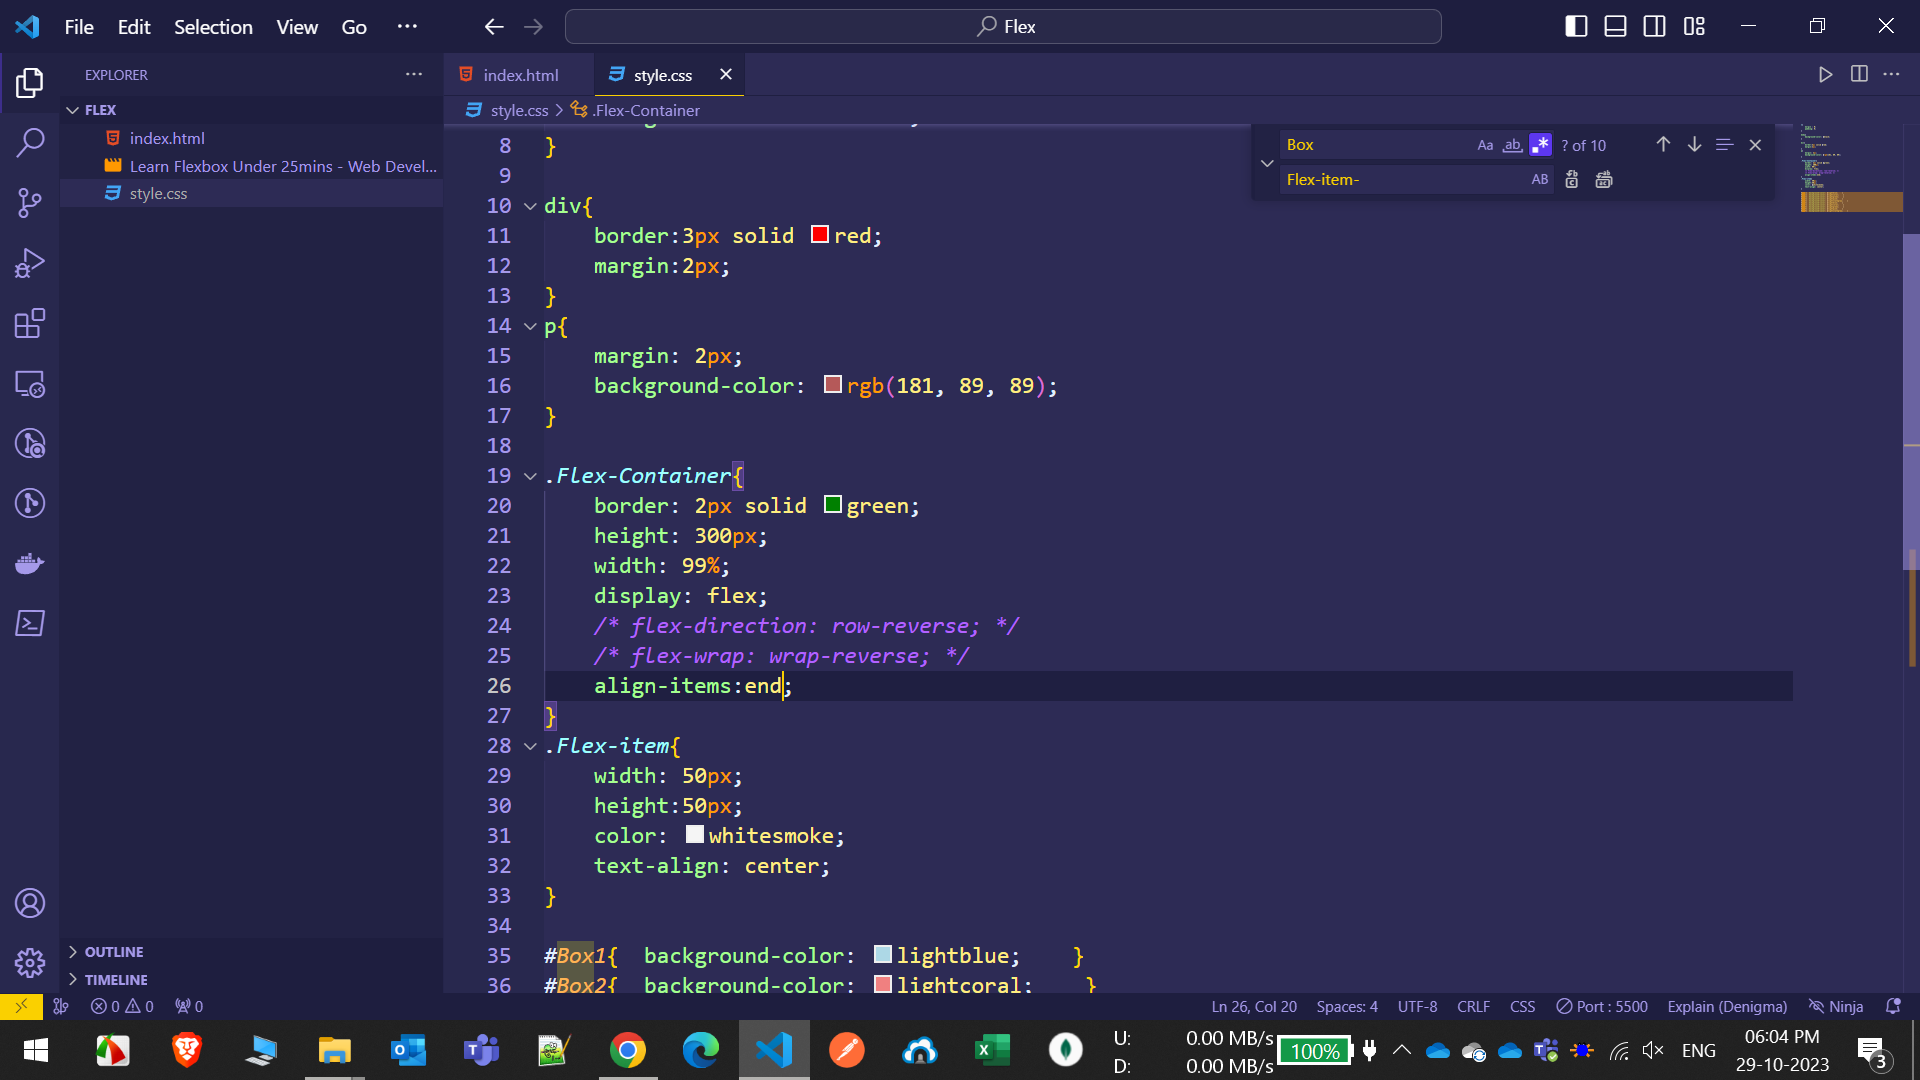 File Edit Selection View Go ···
Flex
EXPLORER
FLEX
index.html
Learn Flexbox Under 25mins - Web Devel...
style.css
OUTLINE
TIMELINE
index.html
style.css
style.css > .Flex-Container
Box
Aa
ab
.*
? of 10
Flex-item-
AB
8 }
9
10 div{
11 border:3px solid red;
12 margin:2px;
13 }
14 p{
15 margin: 2px;
16 background-color: rgb(181, 89, 89);
17 }
18
19 .Flex-Container{
20 border: 2px solid green;
21 height: 300px;
22 width: 99%;
23 display: flex;
24 /* flex-direction: row-reverse; */
25 /* flex-wrap: wrap-reverse; */
26 align-items:end;
27 }
28 .Flex-item{
29 width: 50px;
30 height:50px;
31 color: whitesmoke;
32 text-align: center;
33 }
34
35 #Box1{ background-color: lightblue; }
36 #Box2{ background-color: lightcoral; }
0 0 0
Ln 26, Col 20 Spaces: 4 UTF-8 CRLF CSS Port : 5500 Explain (Denigma) Ninja
U: 0.00 MB/s
D: 0.00 MB/s
100%
ENG
06:04 PM
29-10-2023
3